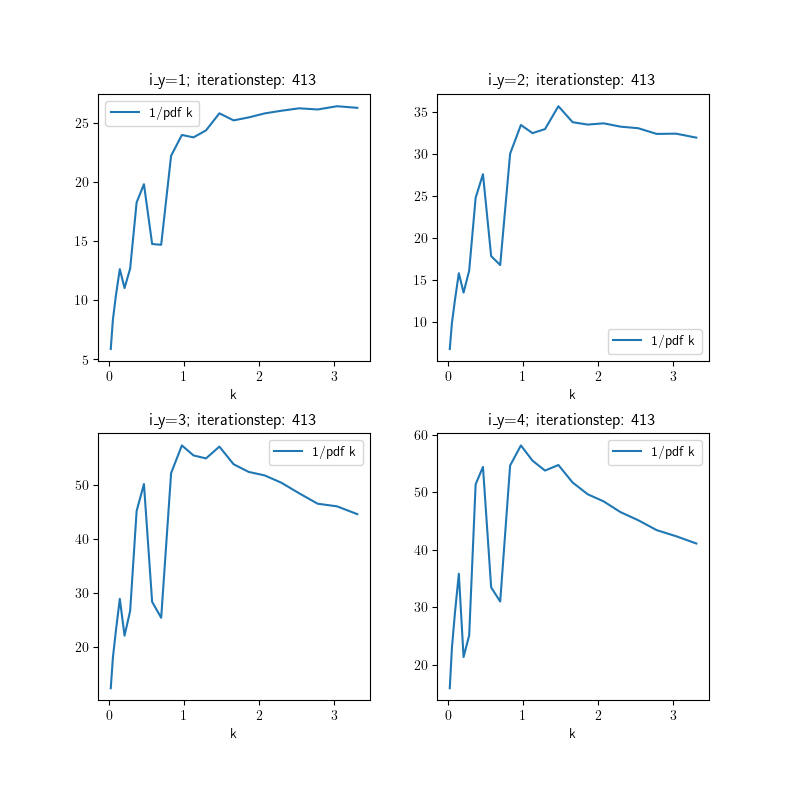 i_y=1; iterationstep: 413
1/pdf k
25
20
15
10
5
0 1 2 3
k
i_y=2; iterationstep: 413
35
30
25
20
15
10
1/pdf k
0 1 2 3
k
i_y=3; iterationstep: 413
1/pdf k
50
40
30
20
0 1 2 3
k
i_y=4; iterationstep: 413
60
1/pdf k
50
40
30
20
0 1 2 3
k